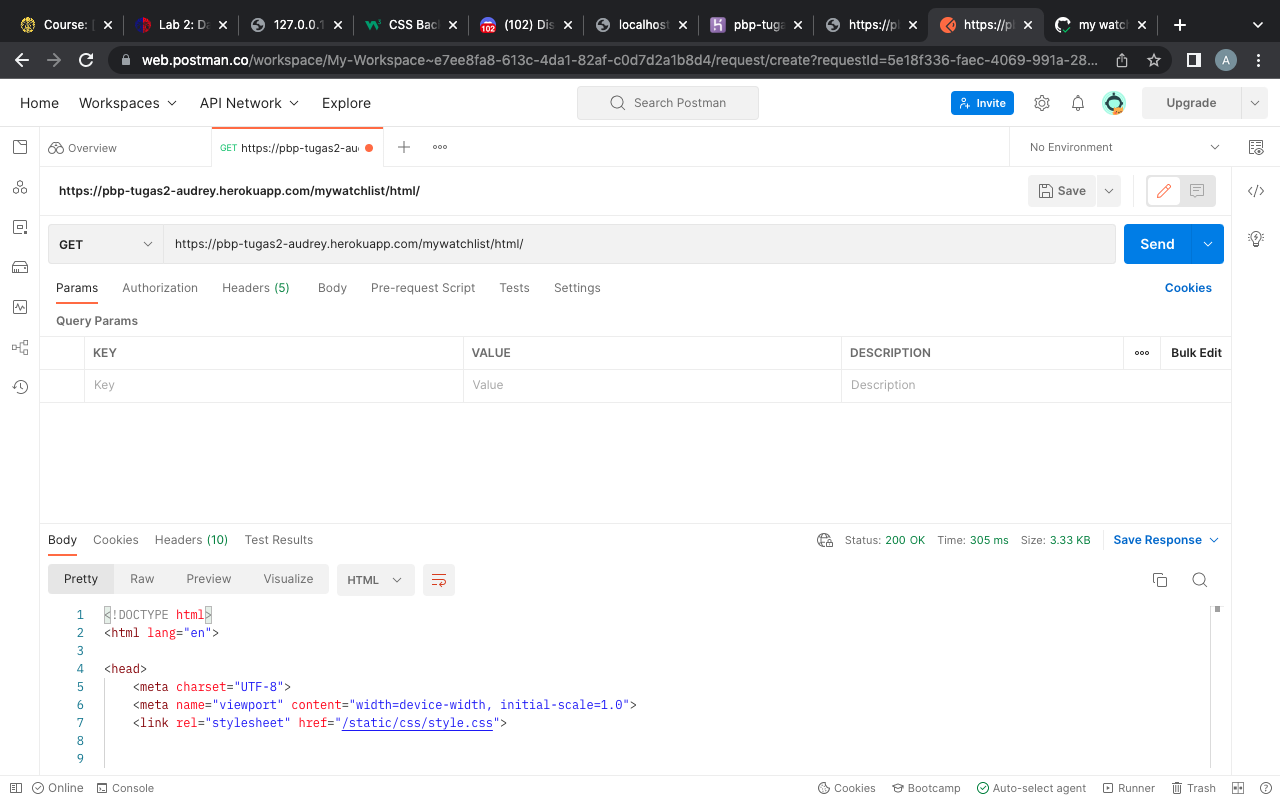 Course: [
Lab 2: Da
127.0.0.1
CSS Bac
102
(102) Dis
localhost
pbp-tuga
https://pb
https://pb
my watch
web.postman.co/workspace/My-Workspace~e7ee8fa8-613c-4da1-82af-c0d7d2a1b8d4/request/create?requestId=5e18f336-faec-4069-991a-28...
A
Home
Workspaces
API Network
Explore
Search Postman
Invite
Upgrade
Overview
GET https://pbp-tugas2-au
No Environment
https://pbp-tugas2-audrey.herokuapp.com/mywatchlist/html/
Save
GET
https://pbp-tugas2-audrey.herokuapp.com/mywatchlist/html/
Send
Params
Authorization
Headers (5)
Body
Pre-request Script
Tests
Settings
Cookies
Query Params
KEY
VALUE
DESCRIPTION
Bulk Edit
Key
Value
Description
Body
Cookies
Headers (10)
Test Results
Status: 200 OK
Time: 305 ms
Size: 3.33 KB
Save Response
Pretty
Raw
Preview
Visualize
HTML
1 <!DOCTYPE html>
2 <html lang="en">
3
4 <head>
5 <meta charset="UTF-8">
6 <meta name="viewport" content="width=device-width, initial-scale=1.0">
7 <link rel="stylesheet" href="/static/css/style.css">
8
9
Online
Console
Cookies
Bootcamp
Auto-select agent
Runner
Trash